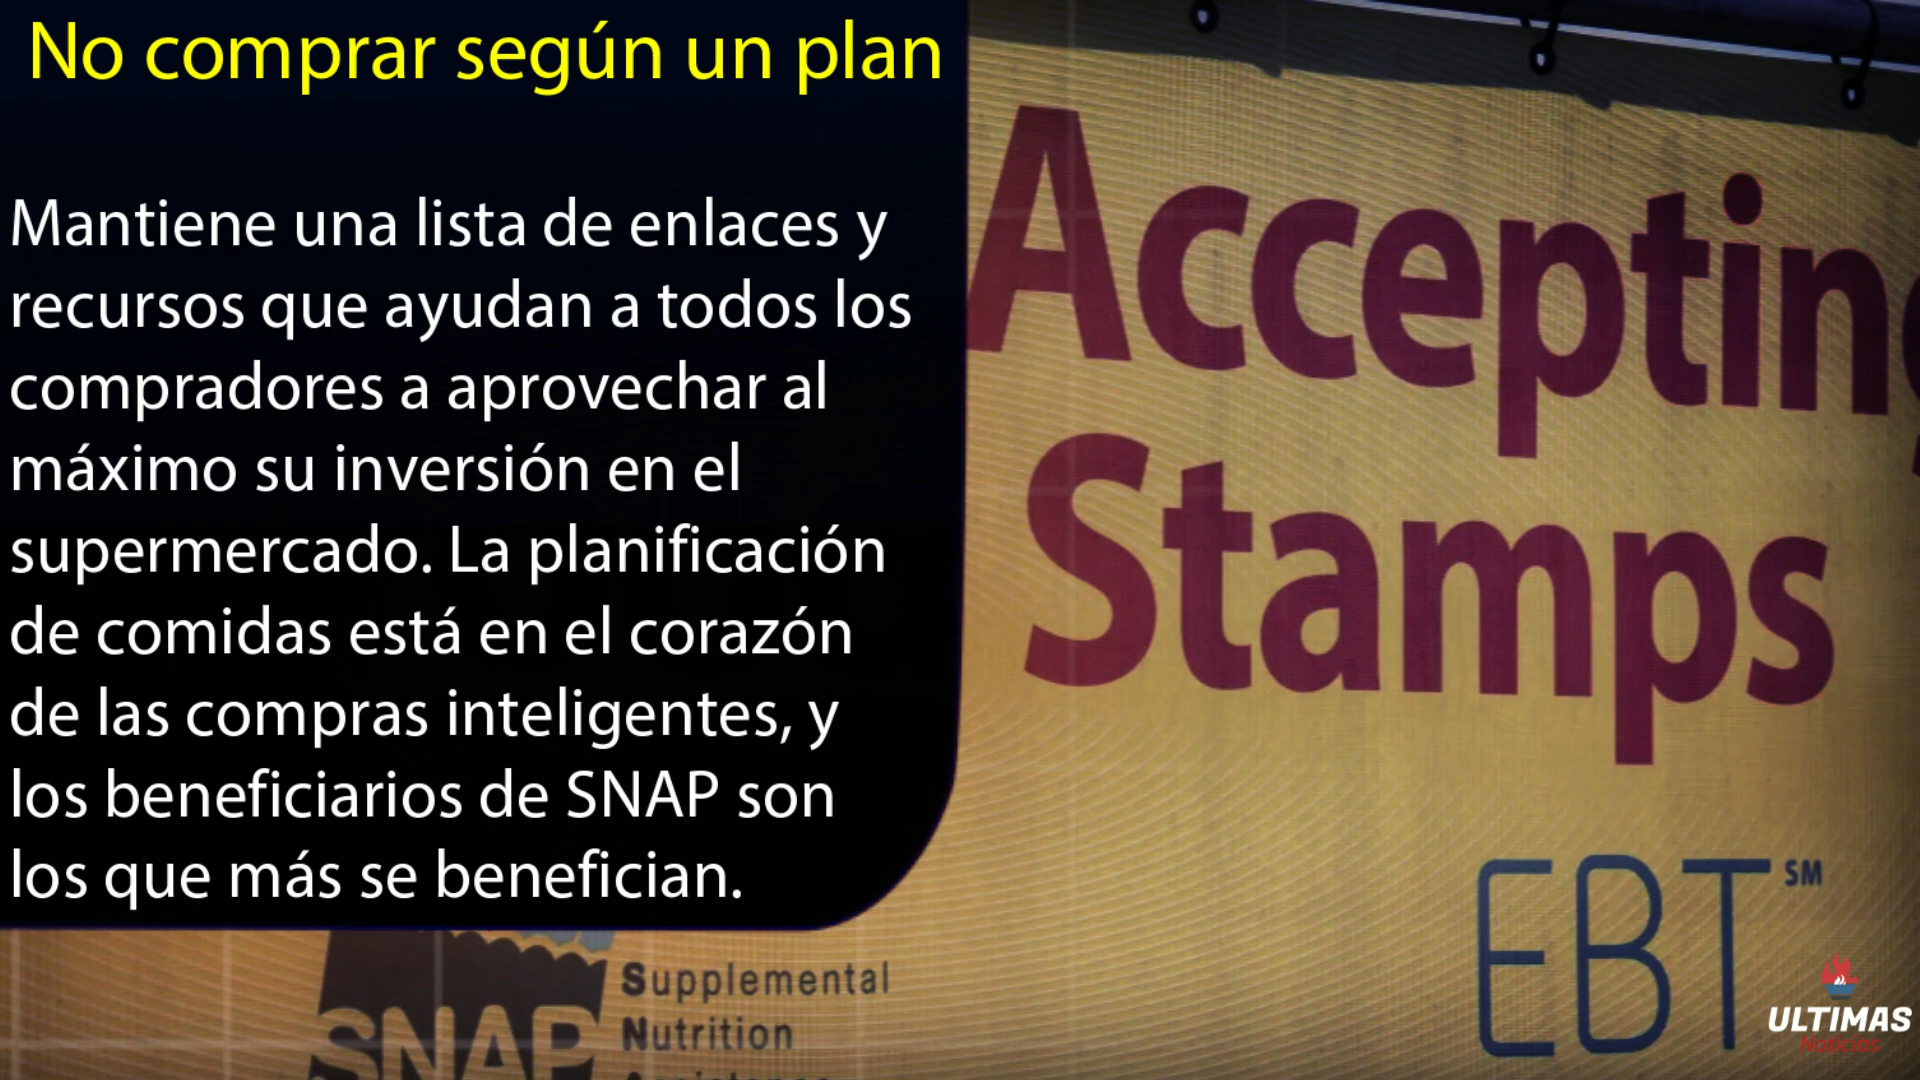 No comprar según un plan
Mantiene una lista de enlaces y
recursos que ayudan a todos los
compradores a aprovechar al
máximo su inversión en el
supermercado. La planificación
de comidas está en el corazón
de las compras inteligentes, y
los beneficiarios de SNAP son
los que más se benefician.
Accepting
Stamps
EBT SM
SNAP
Supplemental
Nutrition
ULTIMAS
Noticias